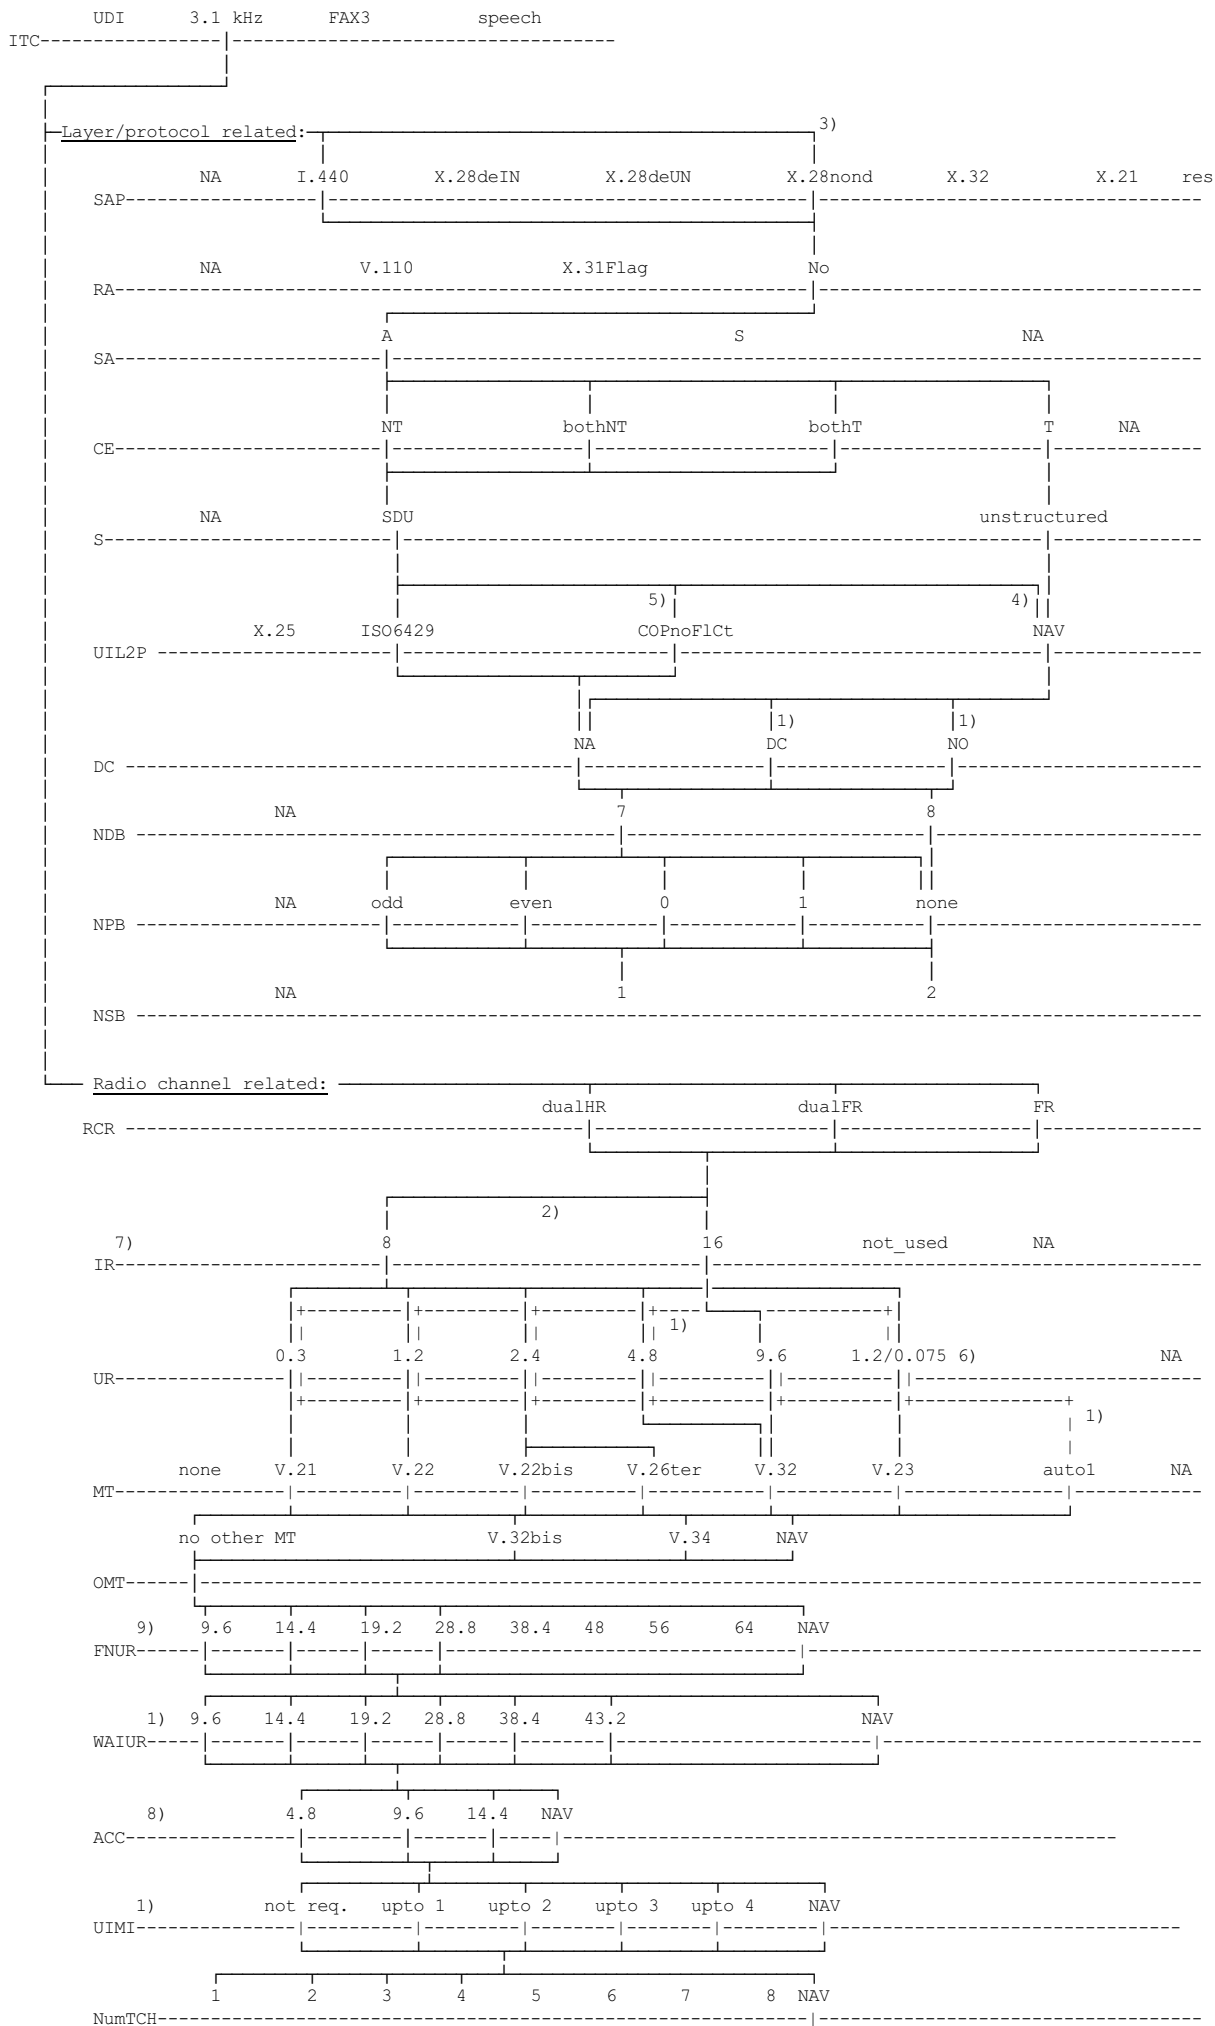 UDI 3.1 kHz FAX3 speech
ITC
Layer/protocol related: 3)
NA I.440 X.28deIN X.28deUN X.28nond X.32 X.21 res
SAP
NA V.110 X.31Flag No
RA
A S NA
SA
NT bothNT bothT T NA
CE
NA SDU unstructured
S
5) 4)
X.25 ISO6429 COPnoFlCt NAV
UIL2P
1) 1)
NA DC NO
DC
NA 7 8
NDB
NA odd even 0 1 none
NPB
NA 1 2
NSB
Radio channel related:
dualHR dualFR FR
RCR
2)
7) 8 16 not_used NA
IR
1)
0.3 1.2 2.4 4.8 9.6 1.2/0.075 6) NA
UR
1)
none V.21 V.22 V.22bis V.26ter V.32 V.23 auto1 NA
MT
no other MT V.32bis V.34 NAV
OMT
9) 9.6 14.4 19.2 28.8 38.4 48 56 64 NAV
FNUR
1) 9.6 14.4 19.2 28.8 38.4 43.2 NAV
WAIUR
8) 4.8 9.6 14.4 NAV
ACC
1) not req. upto 1 upto 2 upto 3 upto 4 NAV
UIMI
1 2 3 4 5 6 7 8 NAV
NumTCH